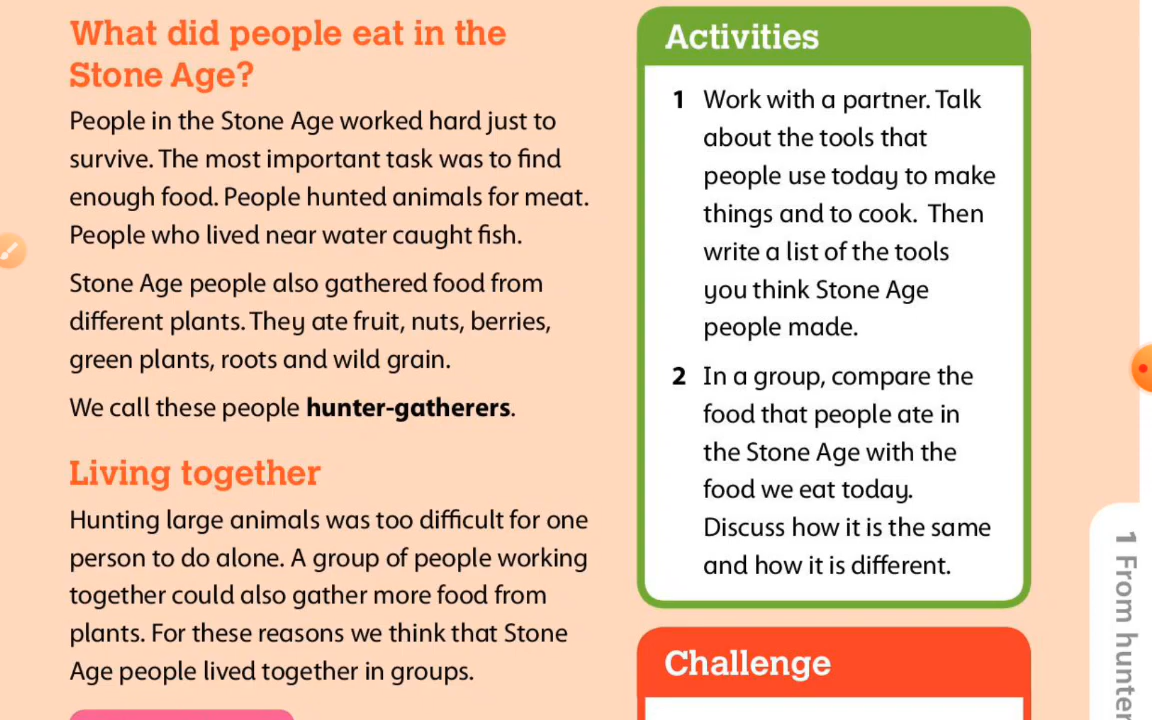 What did people eat in the
Stone Age?
People in the Stone Age worked hard just to
survive. The most important task was to find
enough food. People hunted animals for meat.
People who lived near water caught fish.
Stone Age people also gathered food from
different plants. They ate fruit, nuts, berries,
green plants, roots and wild grain.
We call these people hunter-gatherers.
Living together
Hunting large animals was too difficult for one
person to do alone. A group of people working
together could also gather more food from
plants. For these reasons we think that Stone
Age people lived together in groups.
Activities
1 Work with a partner. Talk
about the tools that
people use today to make
things and to cook. Then
write a list of the tools
you think Stone Age
people made.
2 In a group, compare the
food that people ate in
the Stone Age with the
food we eat today.
Discuss how it is the same
and how it is different.
Challenge
1 From hunter